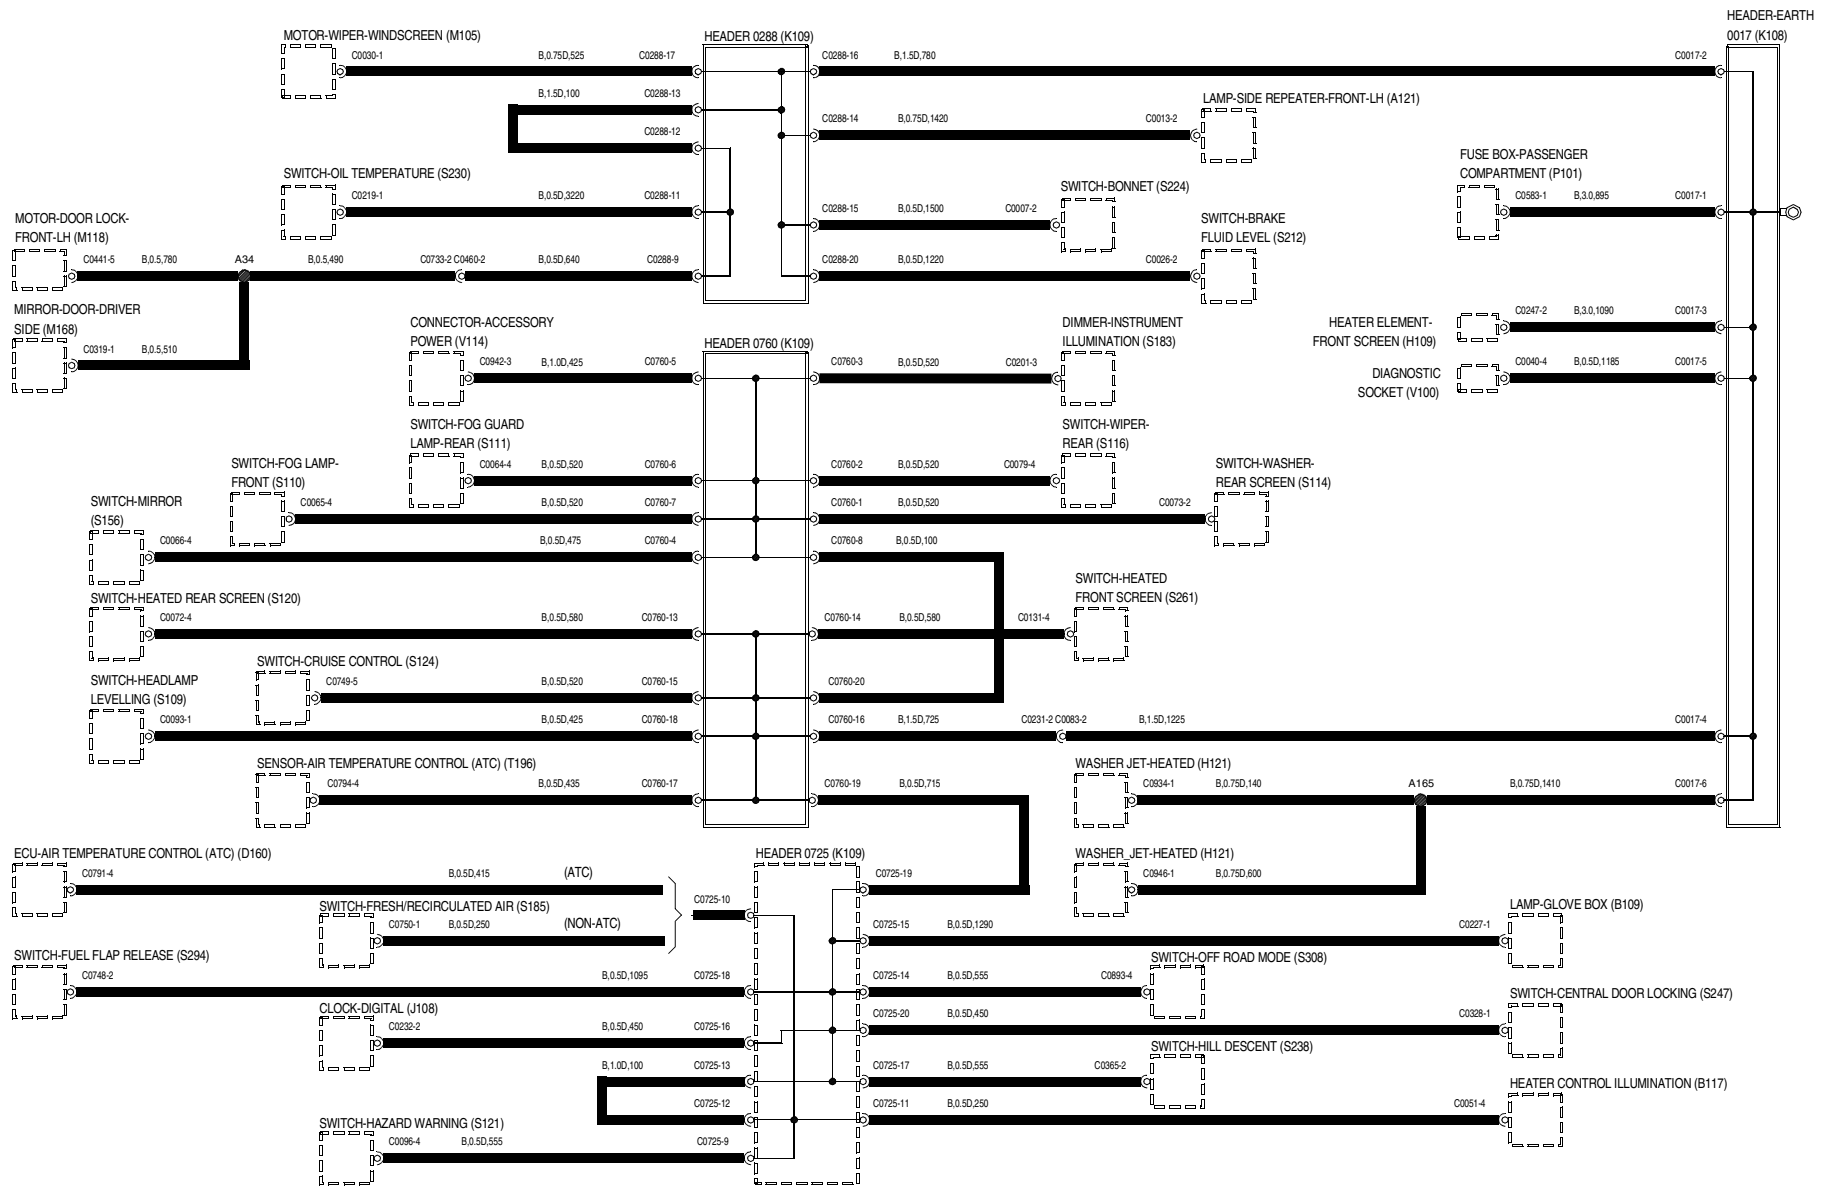 HEADER-EARTH
0017 (K108)
MOTOR-WIPER-WINDSCREEN (M105)
HEADER 0288 (K109)
C0030-1 B,0.75D,525 C0288-17 C0288-16 B,1.5D,780 C0017-2
B,1.5D,100 C0288-13
LAMP-SIDE REPEATER-FRONT-LH (A121)
C0288-14 B,0.75D,1420 C0013-2
C0288-12
FUSE BOX-PASSENGER
COMPARTMENT (P101)
SWITCH-OIL TEMPERATURE (S230)
SWITCH-BONNET (S224)
C0219-1 B,0.5D,3220 C0288-11
C0583-1 B,3.0,895 C0017-1
C0288-15 B,0.5D,1500 C0007-2
MOTOR-DOOR LOCK-
FRONT-LH (M118)
SWITCH-BRAKE
FLUID LEVEL (S212)
C0441-5 B,0.5,780 A34 B,0.5,490 C0733-2 C0460-2 B,0.5D,640 C0288-9 C0288-20 B,0.5D,1220 C0026-2
MIRROR-DOOR-DRIVER
SIDE (M168)
C0319-1 B,0.5,510
CONNECTOR-ACCESSORY
POWER (V114)
HEADER 0760 (K109)
DIMMER-INSTRUMENT
ILLUMINATION (S183)
HEATER ELEMENT-
FRONT SCREEN (H109)
C0247-2 B,3.0,1090 C0017-3
C0942-3 B,1.0D,425 C0760-5 C0760-3 B,0.5D,520 C0201-3
DIAGNOSTIC
SOCKET (V100)
C0040-4 B,0.5D,1185 C0017-5
SWITCH-FOG GUARD
LAMP-REAR (S111)
SWITCH-WIPER-
REAR (S116)
C0064-4 B,0.5D,520 C0760-6 C0760-2 B,0.5D,520 C0079-4
SWITCH-FOG LAMP-
FRONT (S110)
SWITCH-WASHER-
REAR SCREEN (S114)
C0065-4 B,0.5D,520 C0760-7 C0760-1 B,0.5D,520 C0073-2
SWITCH-MIRROR
(S156)
C0066-4 B,0.5D,475 C0760-4 C0760-8 B,0.5D,100
SWITCH-HEATED
FRONT SCREEN (S261)
SWITCH-HEATED REAR SCREEN (S120)
C0072-4 B,0.5D,580 C0760-13 C0760-14 B,0.5D,580 C0131-4
SWITCH-CRUISE CONTROL (S124)
C0749-5 B,0.5D,520 C0760-15 C0760-20
SWITCH-HEADLAMP
LEVELLING (S109)
C0093-1 B,0.5D,425 C0760-18 C0760-16 B,1.5D,725 C0231-2 C0083-2 B,1.5D,1225 C0017-4
SENSOR-AIR TEMPERATURE CONTROL (ATC) (T196)
WASHER JET-HEATED (H121)
C0794-4 B,0.5D,435 C0760-17 C0760-19 B,0.5D,715 C0934-1 B,0.75D,140 A165 B,0.75D,1410 C0017-6
ECU-AIR TEMPERATURE CONTROL (ATC) (D160)
HEADER 0725 (K109)
WASHER_JET-HEATED (H121)
C0791-4 B,0.5D,415 (ATC) C0725-19 C0946-1 B,0.75D,600
C0725-10
SWITCH-FRESH/RECIRCULATED AIR (S185)
LAMP-GLOVE BOX (B109)
C0750-1 B,0.5D,250 (NON-ATC) C0725-15 B,0.5D,1290 C0227-1
SWITCH-FUEL FLAP RELEASE (S294)
SWITCH-OFF ROAD MODE (S308)
C0748-2 B,0.5D,1095 C0725-18 C0725-14 B,0.5D,555 C0893-4
SWITCH-CENTRAL DOOR LOCKING (S247)
CLOCK-DIGITAL (J108)
C0725-20 B,0.5D,450 C0328-1
C0232-2 B,0.5D,450 C0725-16
SWITCH-HILL DESCENT (S238)
B,1.0D,100 C0725-13 C0725-17 B,0.5D,555 C0365-2
HEATER CONTROL ILLUMINATION (B117)
C0725-12 C0725-11 B,0.5D,250 C0051-4
SWITCH-HAZARD WARNING (S121)
C0096-4 B,0.5D,555 C0725-9